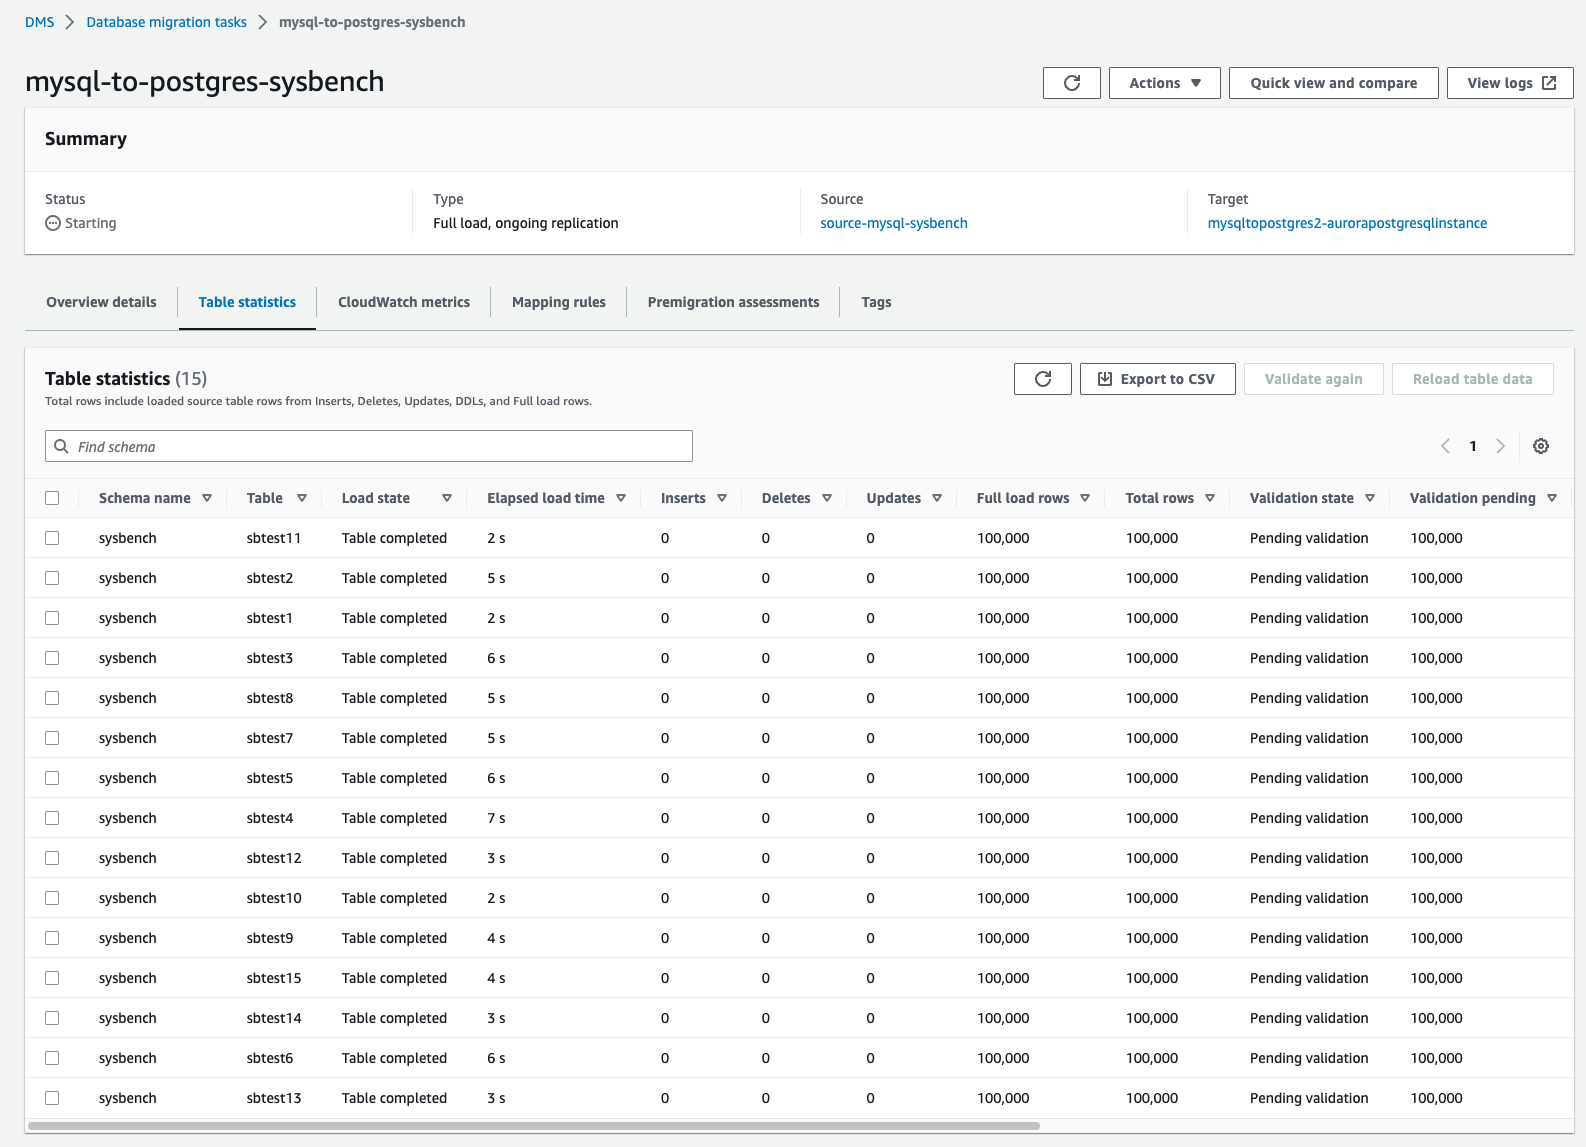 DMS > Database migration tasks > mysql-to-postgres-sysbench
mysql-to-postgres-sysbench
Actions
Quick view and compare
View logs
Summary
Status Type Source Target
Starting Full load, ongoing replication source-mysql-sysbench mysqltopostgres2-aurorapostgresqlinstance
Overview details Table statistics CloudWatch metrics Mapping rules Premigration assessments Tags
Table statistics (15)
Export to CSV Validate again Reload table data
Total rows include loaded source table rows from Inserts, Deletes, Updates, DDLs, and Full load rows.
Find schema
1
Schema name Table Load state Elapsed load time Inserts Deletes Updates Full load rows Total rows Validation state Validation pending
sysbench sbtest11 Table completed 2 s 0 0 0 100,000 100,000 Pending validation 100,000
sysbench sbtest2 Table completed 5 s 0 0 0 100,000 100,000 Pending validation 100,000
sysbench sbtest1 Table completed 2 s 0 0 0 100,000 100,000 Pending validation 100,000
sysbench sbtest3 Table completed 6 s 0 0 0 100,000 100,000 Pending validation 100,000
sysbench sbtest8 Table completed 5 s 0 0 0 100,000 100,000 Pending validation 100,000
sysbench sbtest7 Table completed 5 s 0 0 0 100,000 100,000 Pending validation 100,000
sysbench sbtest5 Table completed 6 s 0 0 0 100,000 100,000 Pending validation 100,000
sysbench sbtest4 Table completed 7 s 0 0 0 100,000 100,000 Pending validation 100,000
sysbench sbtest12 Table completed 3 s 0 0 0 100,000 100,000 Pending validation 100,000
sysbench sbtest10 Table completed 2 s 0 0 0 100,000 100,000 Pending validation 100,000
sysbench sbtest9 Table completed 4 s 0 0 0 100,000 100,000 Pending validation 100,000
sysbench sbtest15 Table completed 4 s 0 0 0 100,000 100,000 Pending validation 100,000
sysbench sbtest14 Table completed 3 s 0 0 0 100,000 100,000 Pending validation 100,000
sysbench sbtest6 Table completed 6 s 0 0 0 100,000 100,000 Pending validation 100,000
sysbench sbtest13 Table completed 3 s 0 0 0 100,000 100,000 Pending validation 100,000